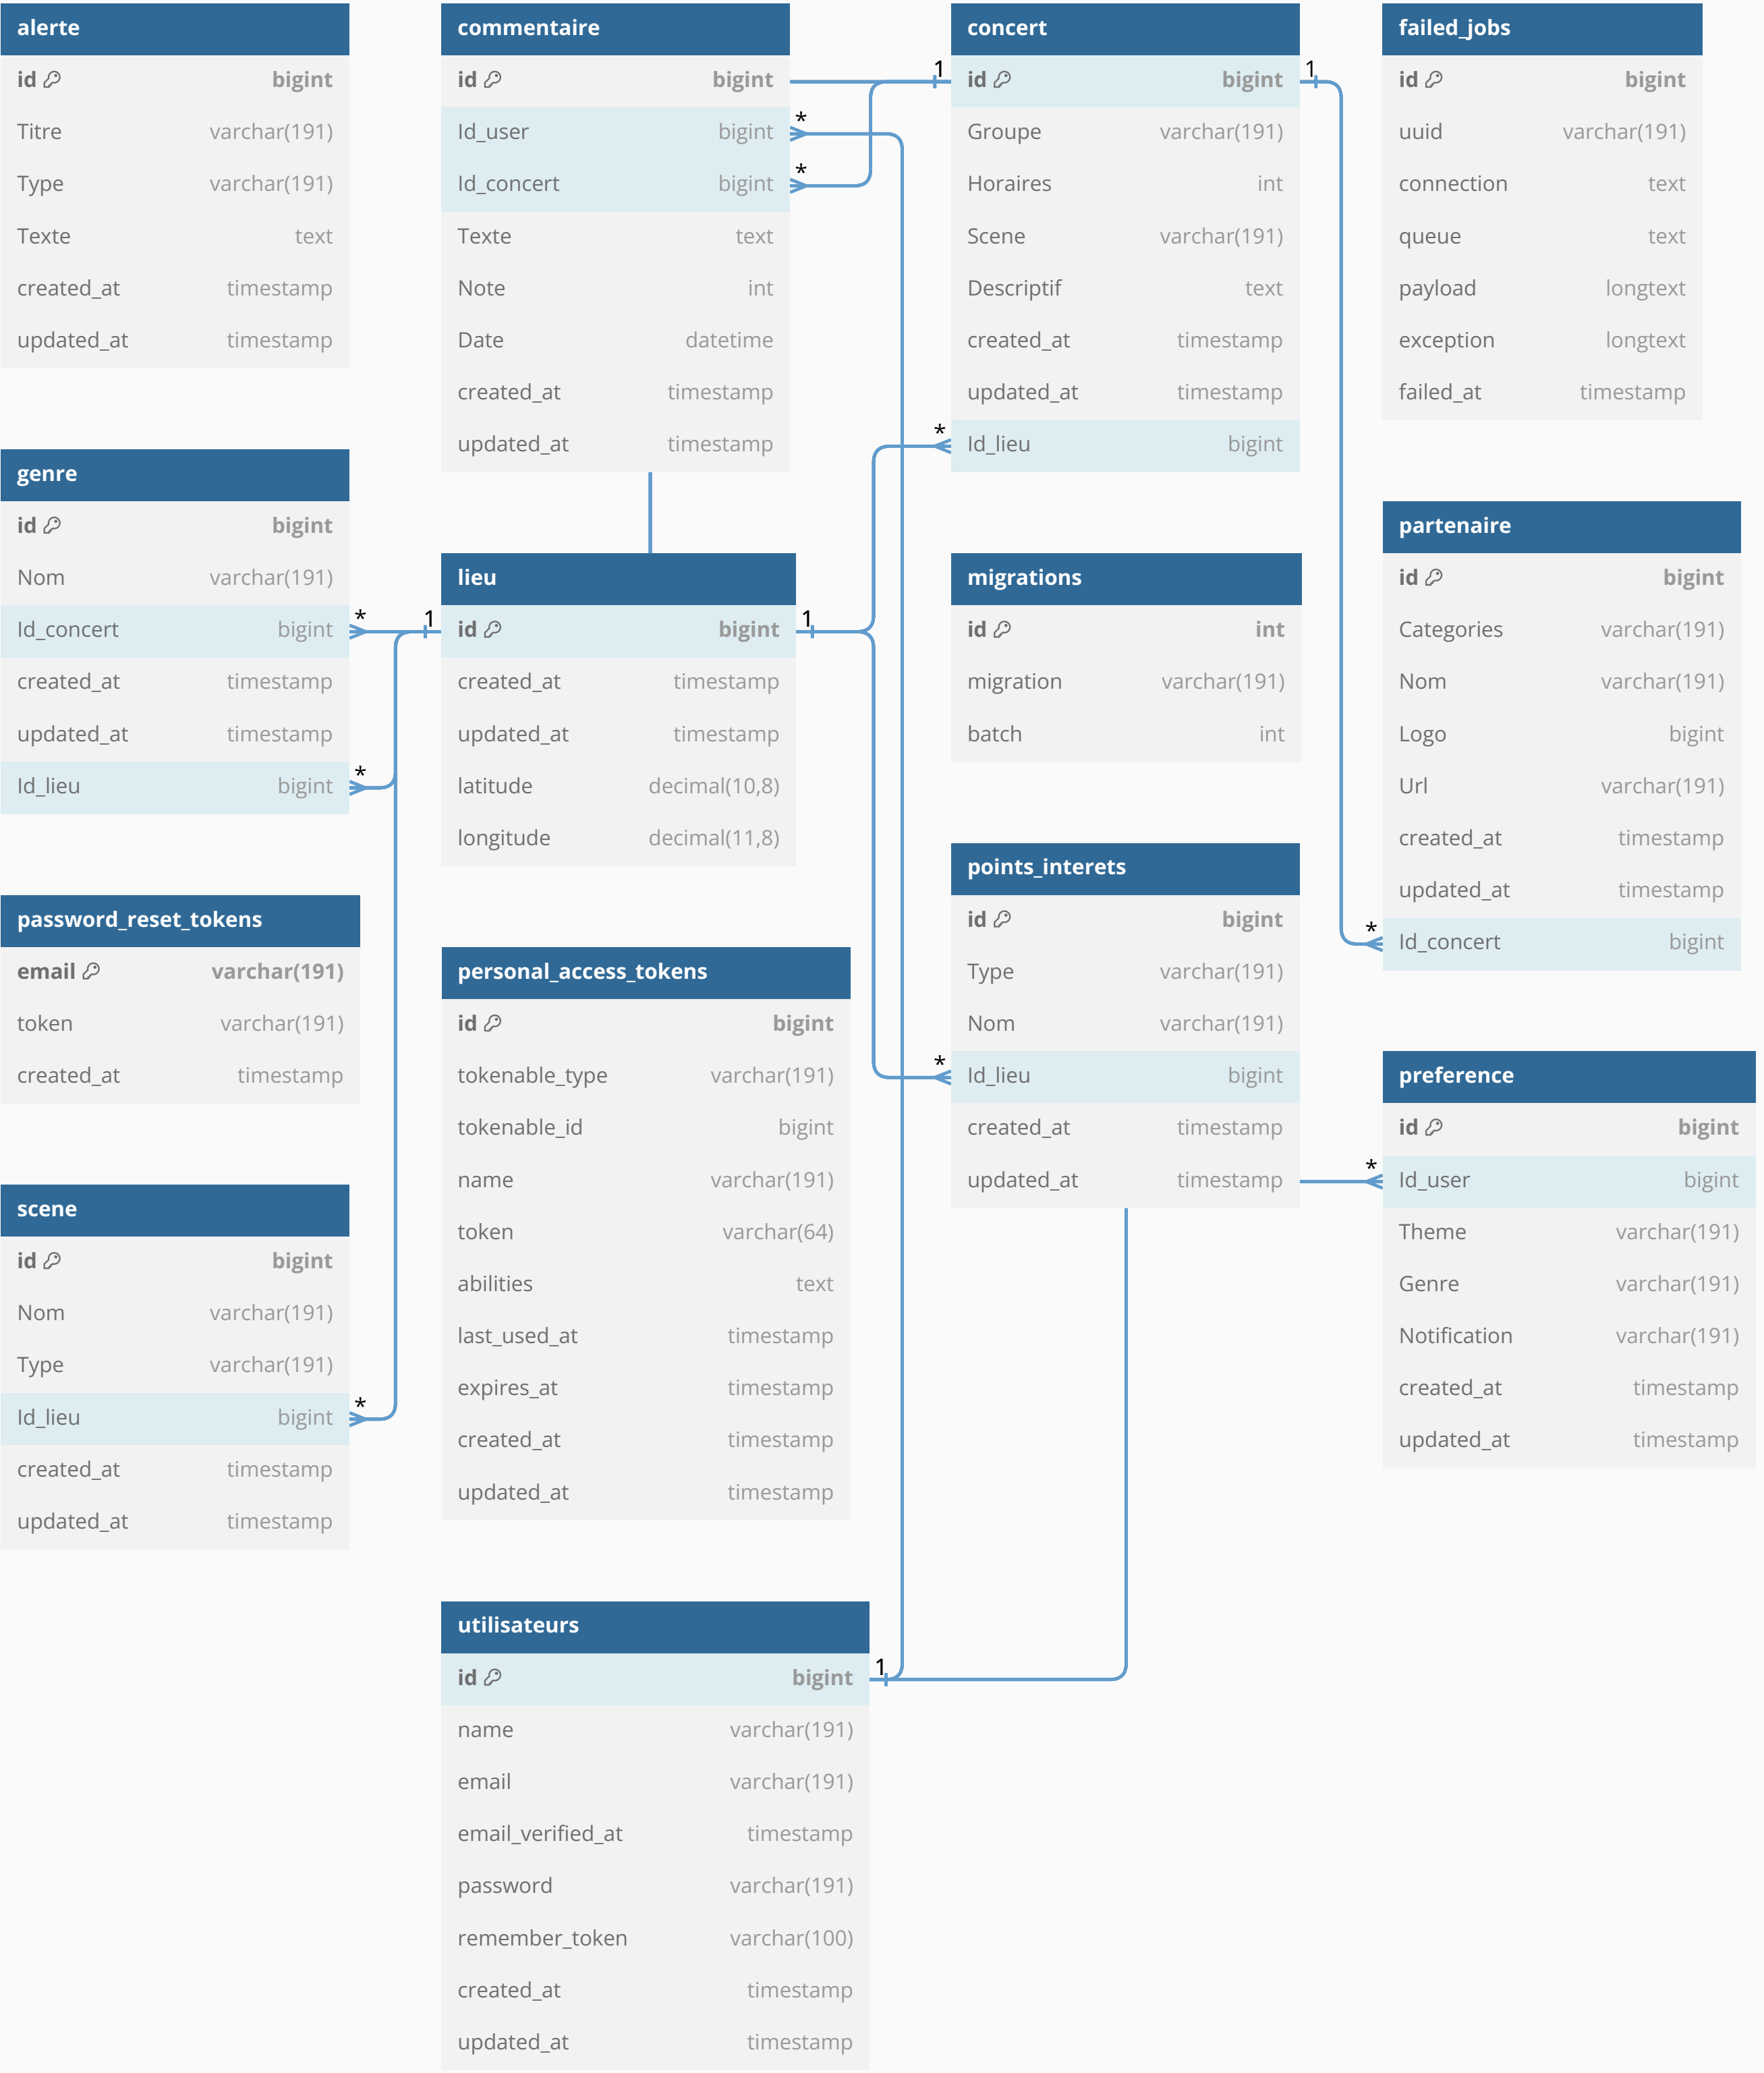 alerte
id bigint
Titre varchar(191)
Type varchar(191)
Texte text
created_at timestamp
updated_at timestamp
commentaire
id bigint
Id_user bigint *
Id_concert bigint *
Texte text
Note int
Date datetime
created_at timestamp
updated_at timestamp
concert
1 id bigint 1
Groupe varchar(191)
Horaires int
Scene varchar(191)
Descriptif text
created_at timestamp
updated_at timestamp
* Id_lieu bigint
failed_jobs
id bigint
uuid varchar(191)
connection text
queue text
payload longtext
exception longtext
failed_at timestamp
genre
id bigint
Nom varchar(191)
Id_concert bigint *
created_at timestamp
updated_at timestamp
Id_lieu bigint *
lieu
1 id bigint 1
created_at timestamp
updated_at timestamp
latitude decimal(10,8)
longitude decimal(11,8)
migrations
id int
migration varchar(191)
batch int
partenaire
id bigint
Categories varchar(191)
Nom varchar(191)
Logo bigint
Url varchar(191)
created_at timestamp
updated_at timestamp
* Id_concert bigint
password_reset_tokens
email varchar(191)
token varchar(191)
created_at timestamp
personal_access_tokens
id bigint
tokenable_type varchar(191)
tokenable_id bigint
name varchar(191)
token varchar(64)
abilities text
last_used_at timestamp
expires_at timestamp
created_at timestamp
updated_at timestamp
points_interets
id bigint
Type varchar(191)
Nom varchar(191)
* Id_lieu bigint
created_at timestamp
updated_at timestamp
preference
id bigint
* Id_user bigint
Theme varchar(191)
Genre varchar(191)
Notification varchar(191)
created_at timestamp
updated_at timestamp
scene
id bigint
Nom varchar(191)
Type varchar(191)
Id_lieu bigint *
created_at timestamp
updated_at timestamp
utilisateurs
id bigint 1
name varchar(191)
email varchar(191)
email_verified_at timestamp
password varchar(191)
remember_token varchar(100)
created_at timestamp
updated_at timestamp